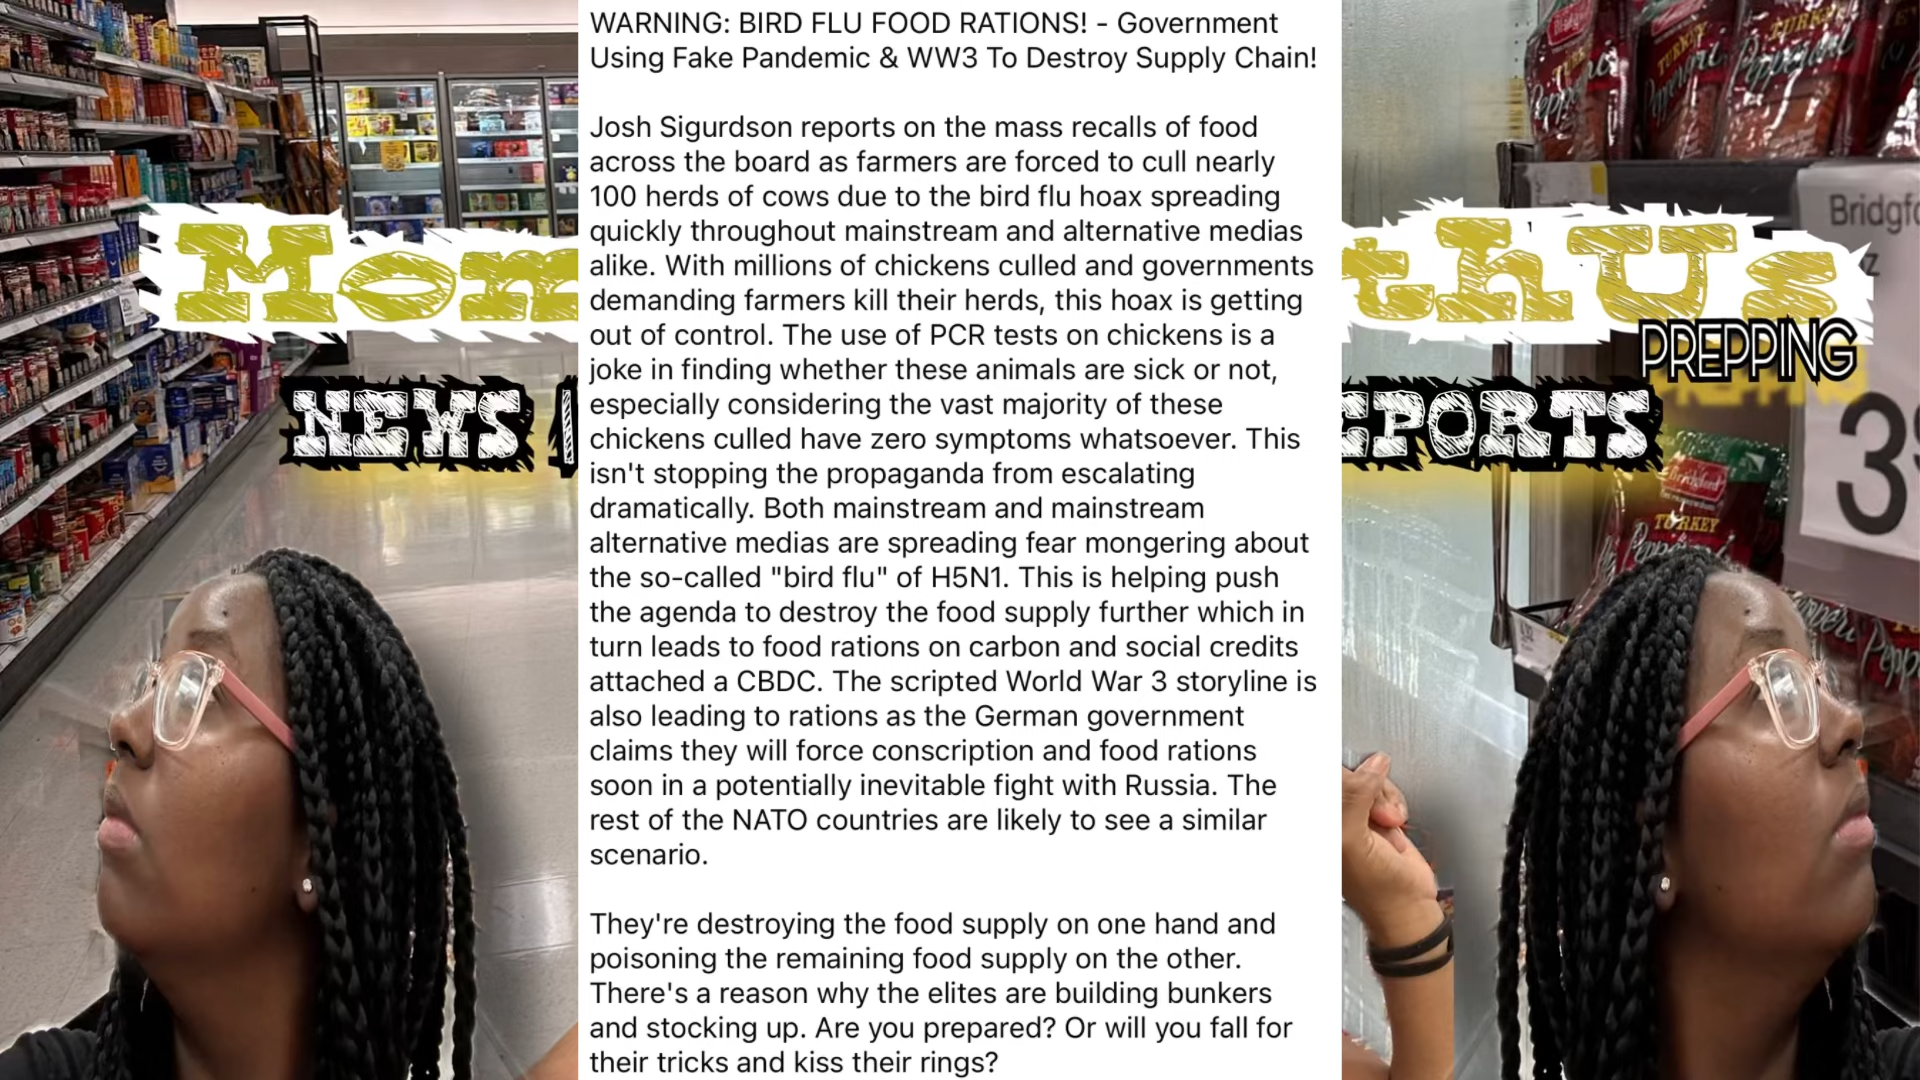 WARNING: BIRD FLU FOOD RATIONS! - Government
Using Fake Pandemic & WW3 To Destroy Supply Chain!
Josh Sigurdson reports on the mass recalls of food
across the board as farmers are forced to cull nearly
100 herds of cows due to the bird flu hoax spreading
quickly throughout mainstream and alternative medias
alike. With millions of chickens culled and governments
demanding farmers kill their herds, this hoax is getting
out of control. The use of PCR tests on chickens is a
joke in finding whether these animals are sick or not,
especially considering the vast majority of these
chickens culled have zero symptoms whatsoever. This
isn't stopping the propaganda from escalating
dramatically. Both mainstream and mainstream
alternative medias are spreading fear mongering about
the so-called "bird flu" of H5N1. This is helping push
the agenda to destroy the food supply further which in
turn leads to food rations on carbon and social credits
attached a CBDC. The scripted World War 3 storyline is
also leading to rations as the German government
claims they will force conscription and food rations
soon in a potentially inevitable fight with Russia. The
rest of the NATO countries are likely to see a similar
scenario.
They're destroying the food supply on one hand and
poisoning the remaining food supply on the other.
There's a reason why the elites are building bunkers
and stocking up. Are you prepared? Or will you fall for
their tricks and kiss their rings?
Mom
NEWS |
thUs
PREPPING
EPORTS
Bridgfo
z
39
Bridgford
TURKEY
Pepperoni